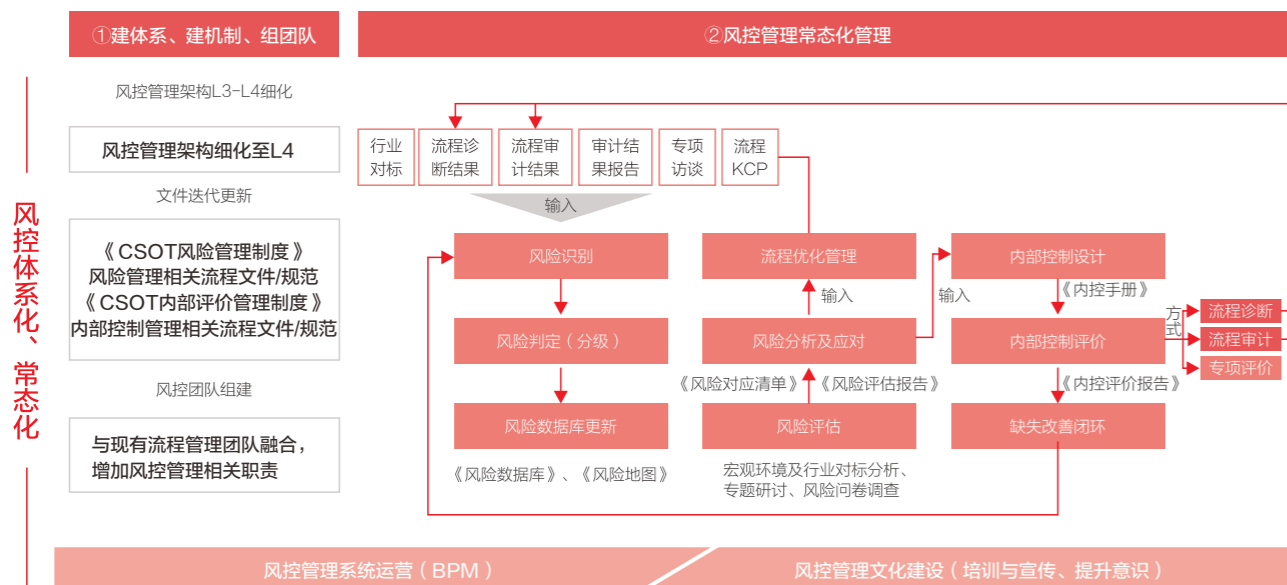 ①建体系、建机制、组团队
②风控管理常态化管理
风控体系化、常态化
风控管理架构L3-L4细化
风控管理架构细化至L4
文件迭代更新
《CSOT风险管理制度》
风险管理相关流程文件/规范
《CSOT内部评价管理制度》
内部控制管理相关流程文件/规范
风控团队组建
与现有流程管理团队融合，
增加风控管理相关职责
行业
对标
流程诊
断结果
流程审
计结果
审计结
果报告
专项
访谈
流程
KCP
输入
风险识别
风险判定（分级）
风险数据库更新
《风险数据库》、《风险地图》
流程优化管理
输入
风险分析及应对
《风险对应清单》
《风险评估报告》
风险评估
宏观环境及行业对标分析、
专题研讨、风险问卷调查
输入
内部控制设计
《内控手册》
内部控制评价
《内控评价报告》
缺失改善闭环
方式
流程诊断
流程审计
专项评价
风控管理系统运营（BPM）
风控管理文化建设（培训与宣传、提升意识）